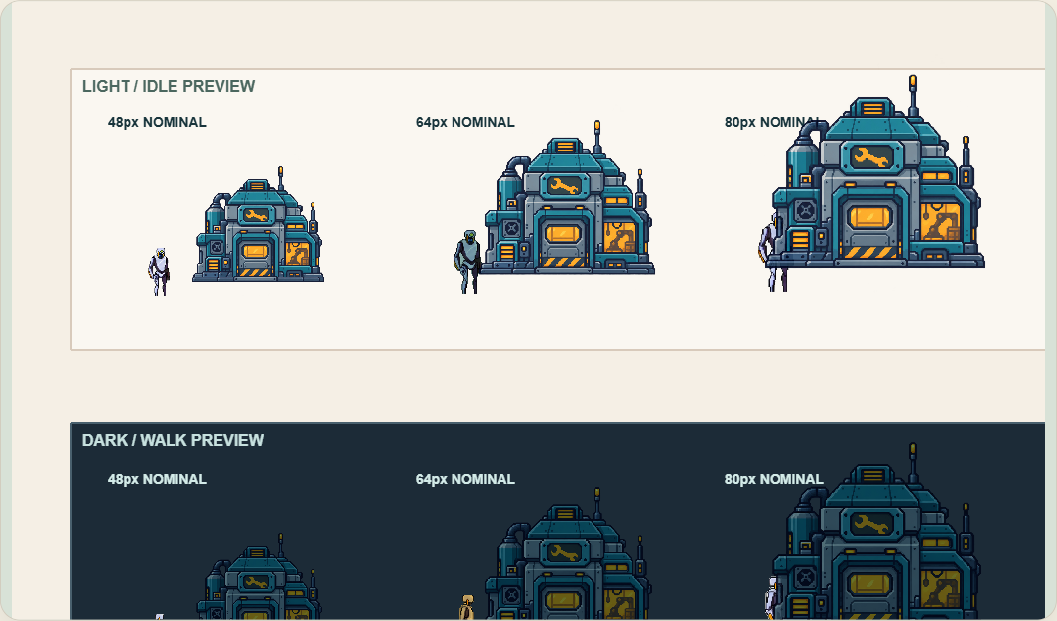 LIGHT / IDLE PREVIEW
48px NOMINAL
64px NOMINAL
80px NOMINAL
DARK / WALK PREVIEW
48px NOMINAL
64px NOMINAL
80px NOMINAL